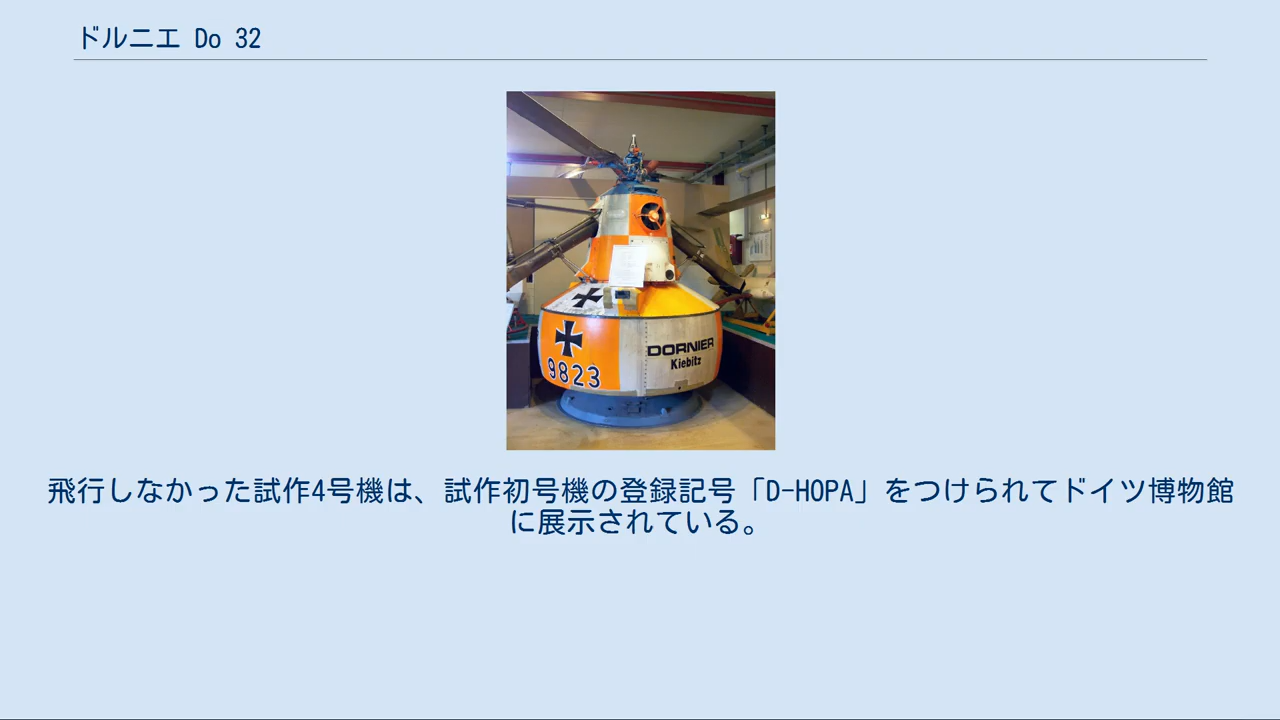 ドルニエ Do 32
DORNIER
Kiebitz
9823
飛行しなかった試作4号機は、試作初号機の登録記号「D-HOPA」をつけられてドイツ博物館
に展示されている。